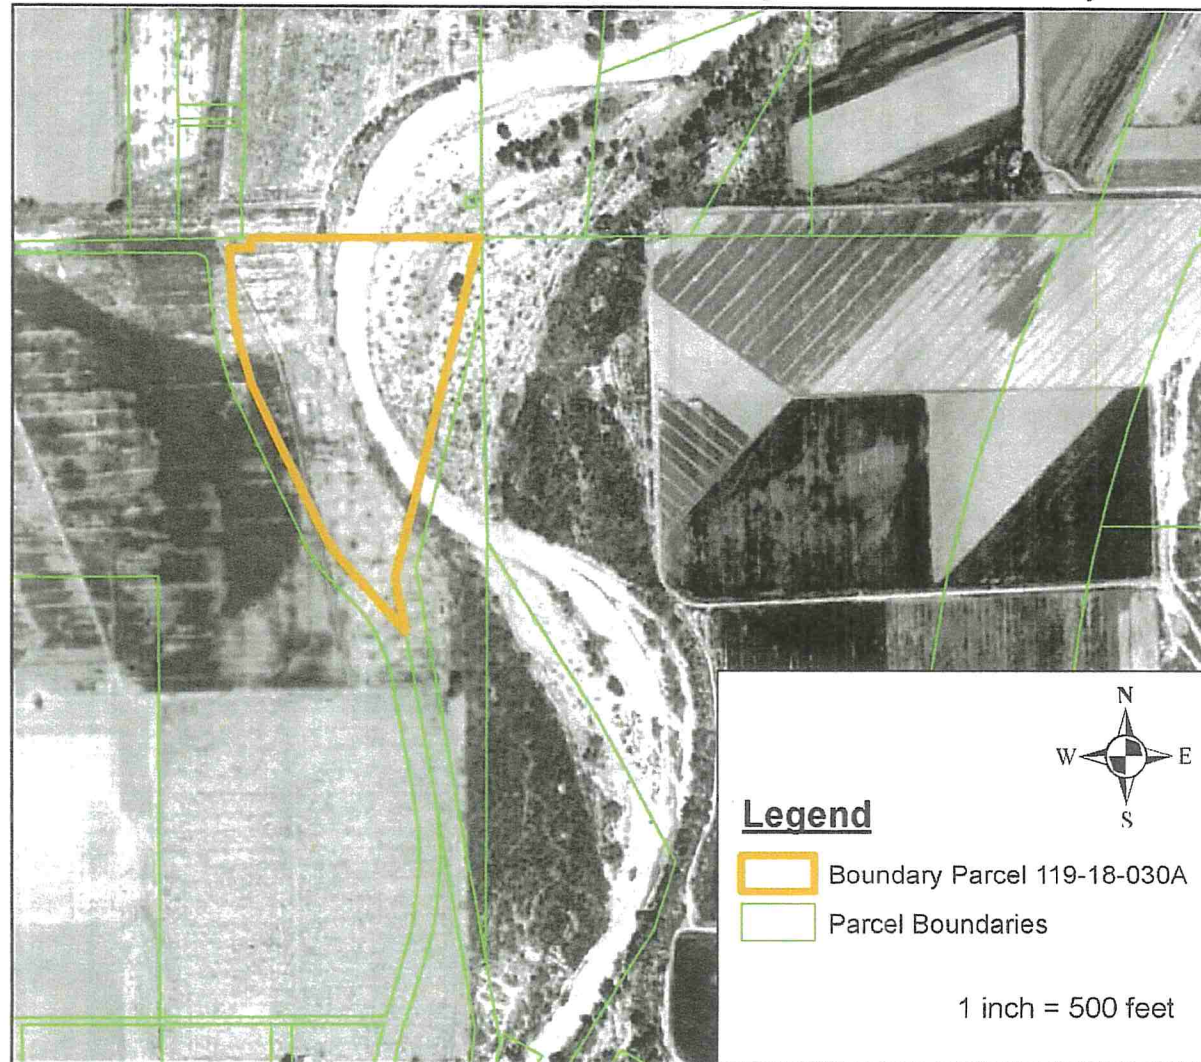 N
W E
S
Legend
Boundary Parcel 119-18-030A
Parcel Boundaries
1 inch = 500 feet